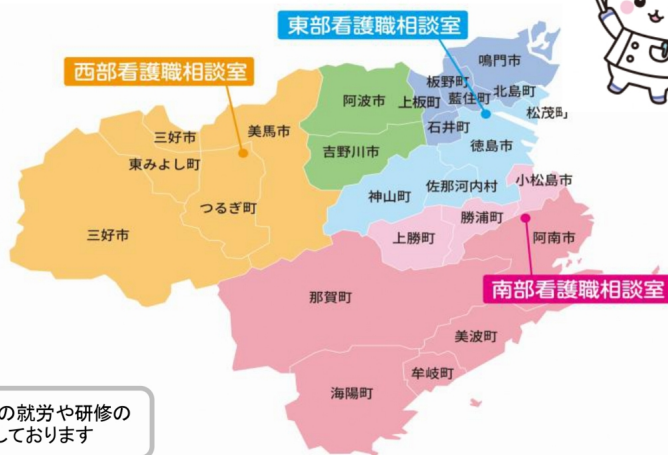 東部看護職相談室
西部看護職相談室
鳴門市
板野町
北島町
阿波市
上板町
藍住町
松茂町
美馬市
石井町
三好市
吉野川市
徳島市
東みよし町
小松島市
佐那河内村
神山町
つるぎ町
勝浦町
三好市
上勝町
阿南市
南部看護職相談室
那賀町
美波町
牟岐町
海陽町
の就労や研修の
しております